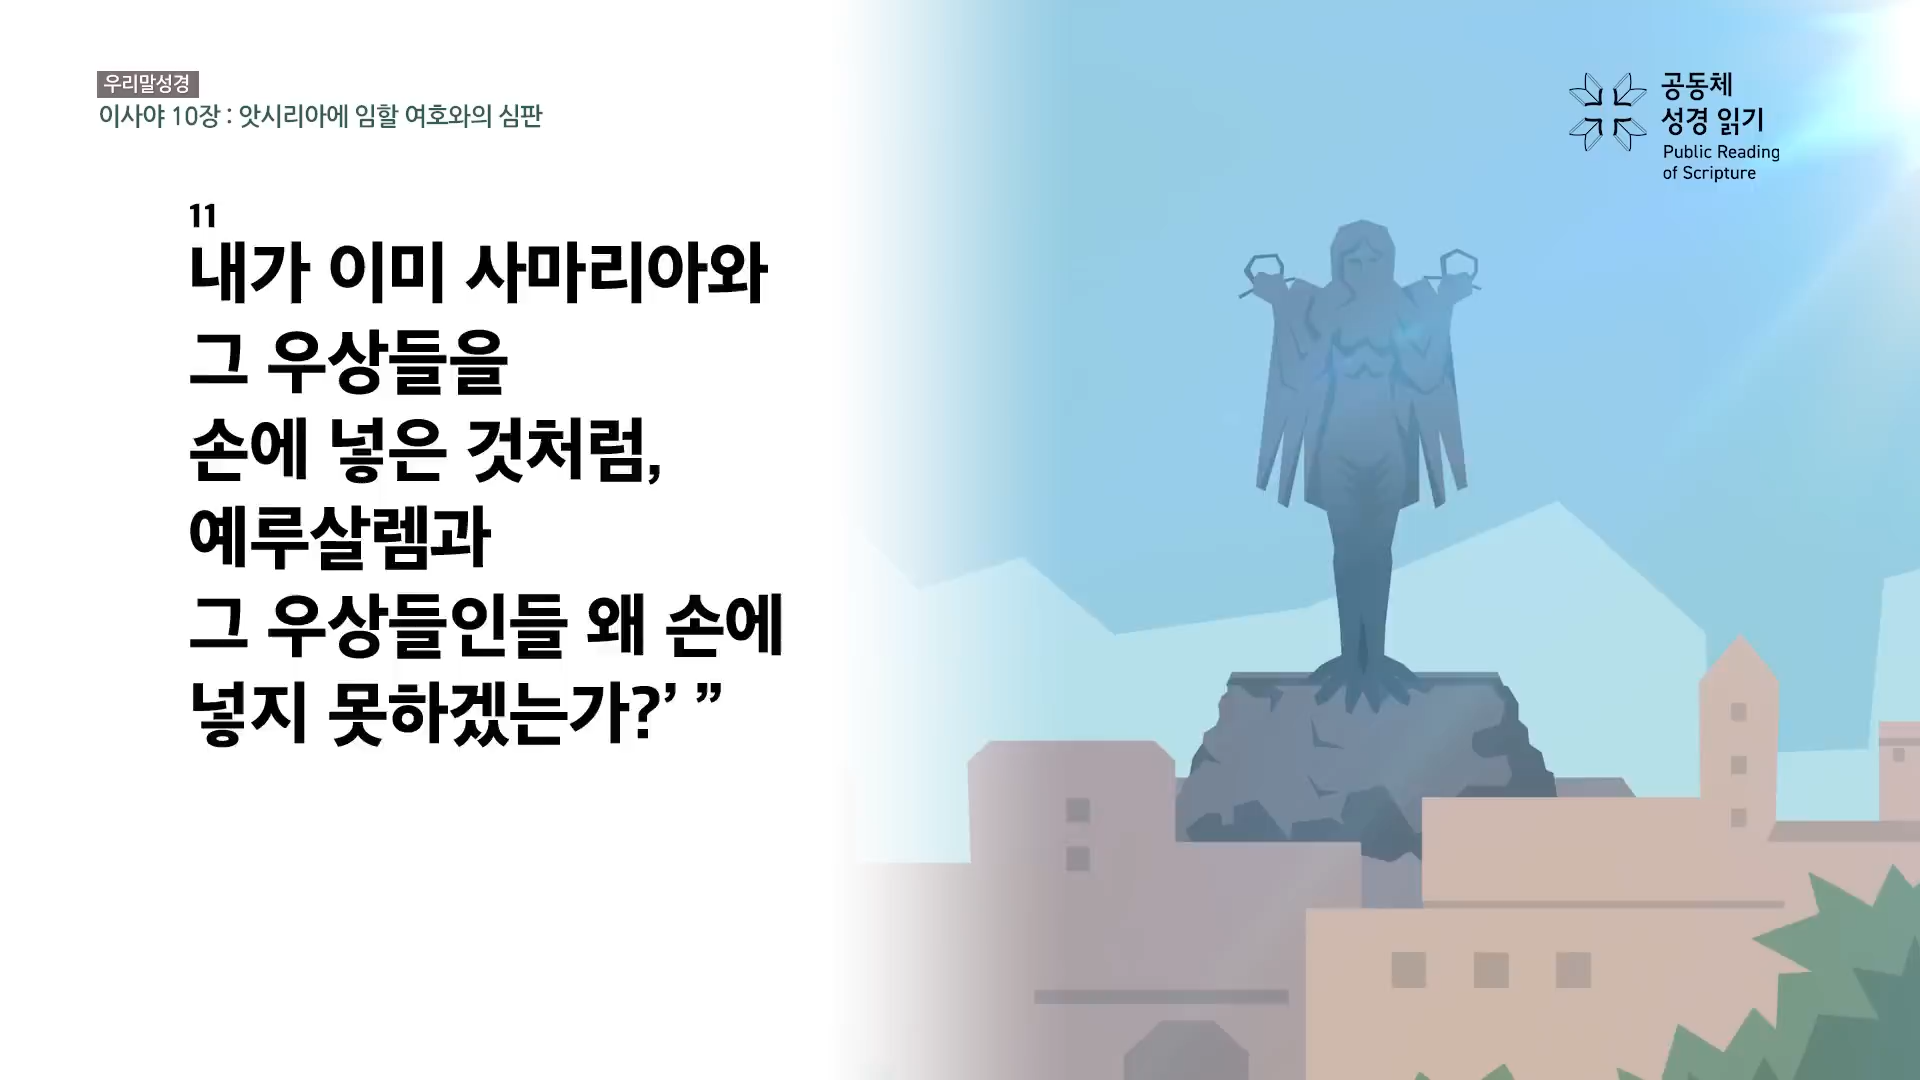 우리말성경
이사야 10장 : 앗시리아에 임할 여호와의 심판
공동체
성경 읽기
Public Reading
of Scripture
11
내가 이미 사마리아와
그 우상들을
손에 넣은 것처럼,
예루살렘과
그 우상들인들 왜 손에
넣지 못하겠는가?’ ”